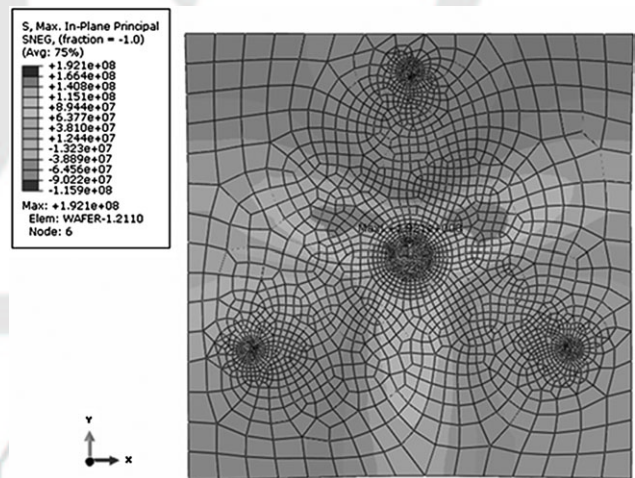 S, Max. In-Plane Principal
SNEG, (fraction = -1.0)
(Avg: 75%)
+1.921e+08
+1.664e+08
+1.408e+08
+1.151e+08
+8.944e+07
+6.377e+07
+3.810e+07
+1.244e+07
-1.323e+07
-3.889e+07
-6.456e+07
-9.022e+07
-1.159e+08
Max: +1.921e+08
Elem: WAFER-1.2110
Node: 6
Y
X